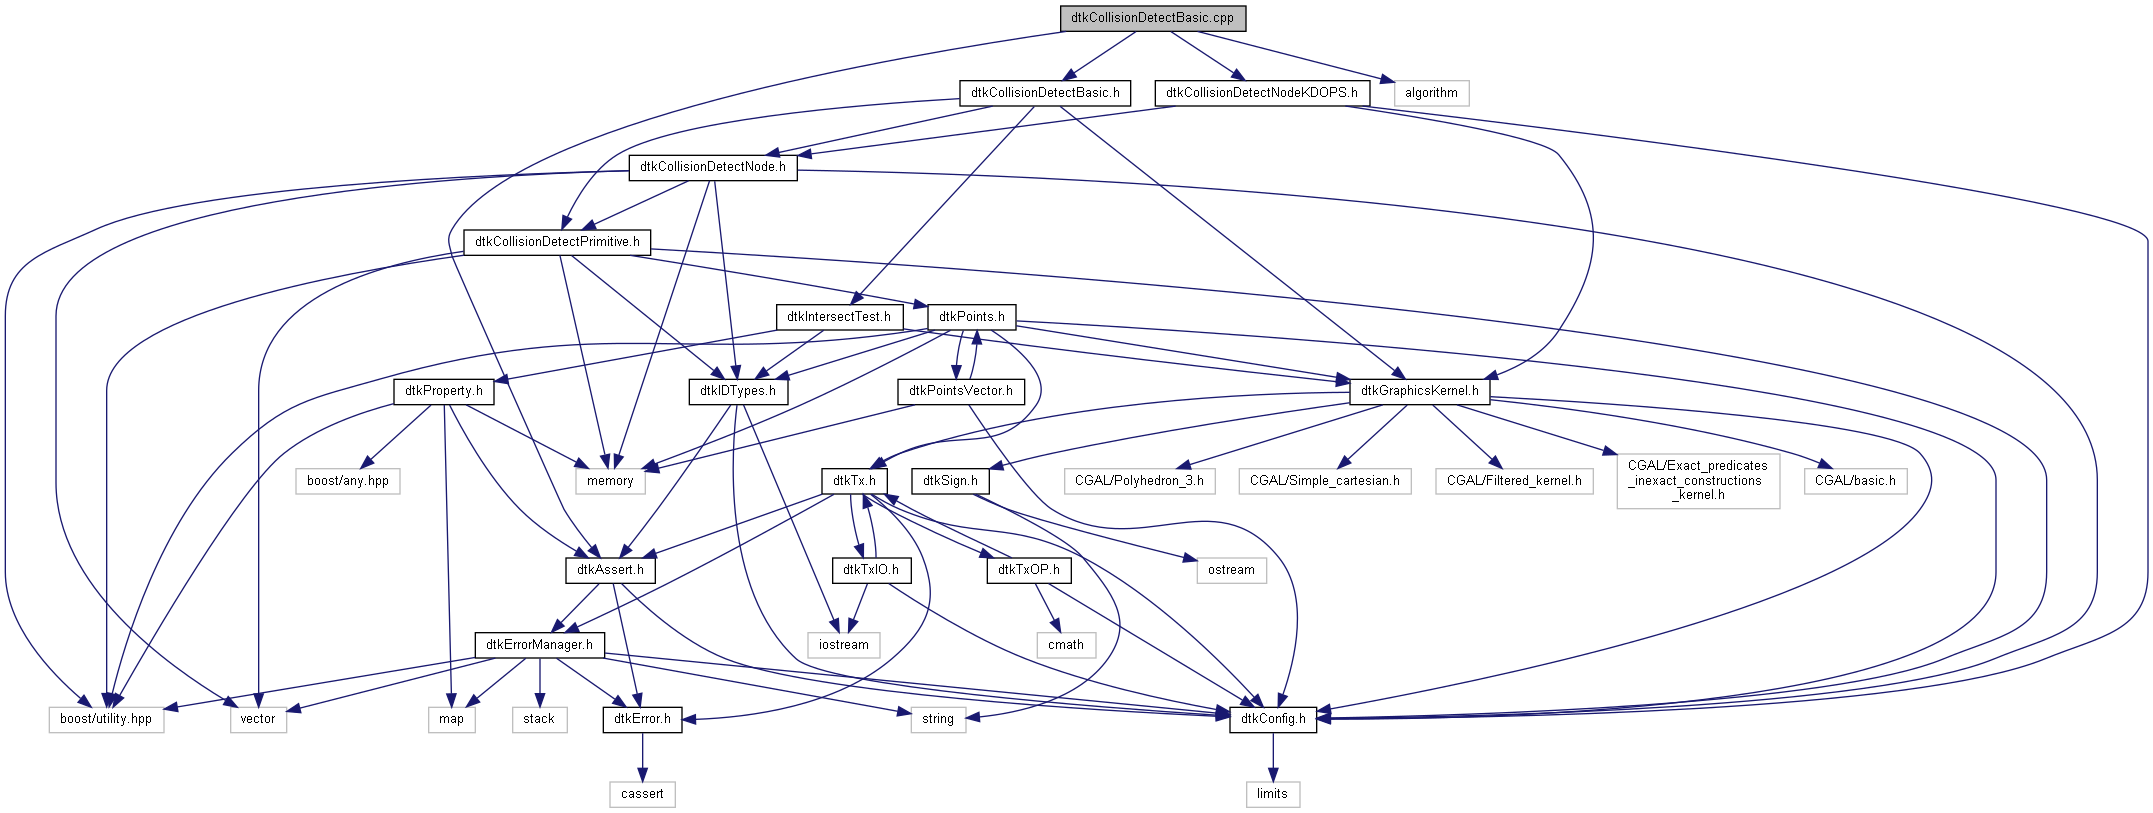 dtkCollisionDetectBasic.cpp
dtkCollisionDetectBasic.h
dtkCollisionDetectNodeKDOPS.h
algorithm
dtkCollisionDetectNode.h
dtkCollisionDetectPrimitive.h
dtkIntersectTest.h
dtkPoints.h
dtkProperty.h
dtkIDTypes.h
dtkPointsVector.h
dtkGraphicsKernel.h
boost/any.hpp
memory
dtkTx.h
dtkSign.h
CGAL/Polyhedron_3.h
CGAL/Simple_cartesian.h
CGAL/Filtered_kernel.h
CGAL/Exact_predicates
_inexact_constructions
_kernel.h
CGAL/basic.h
dtkAssert.h
dtkTxIO.h
dtkTxOP.h
ostream
dtkErrorManager.h
iostream
cmath
boost/utility.hpp
vector
map
stack
dtkError.h
string
dtkConfig.h
cassert
limits